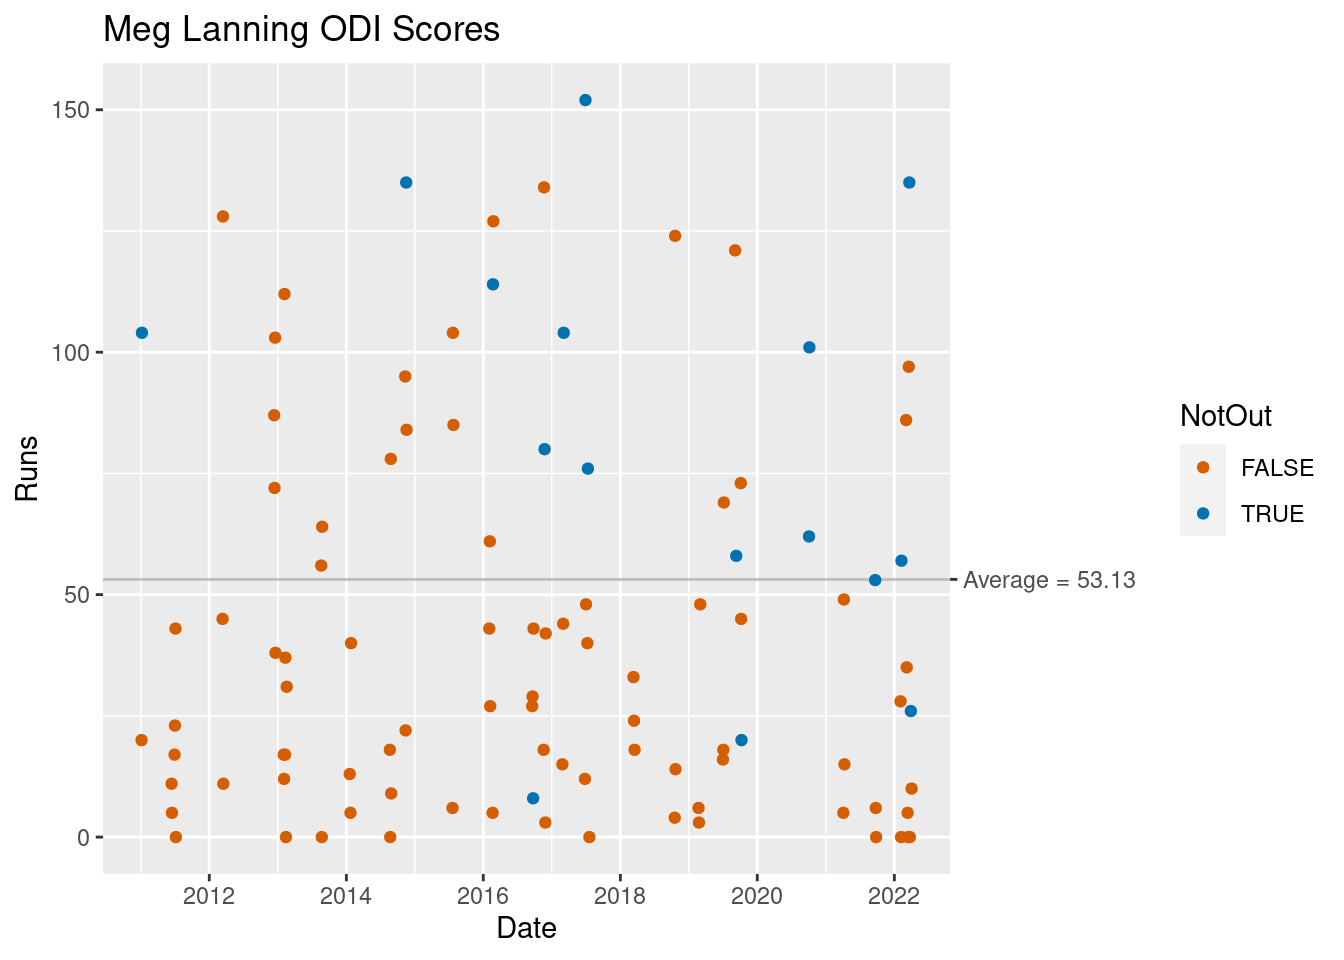 Meg Lanning ODI Scores
150
100
50
0
Runs
Average = 53.13
NotOut
FALSE
TRUE
2012 2014 2016 2018 2020 2022
Date